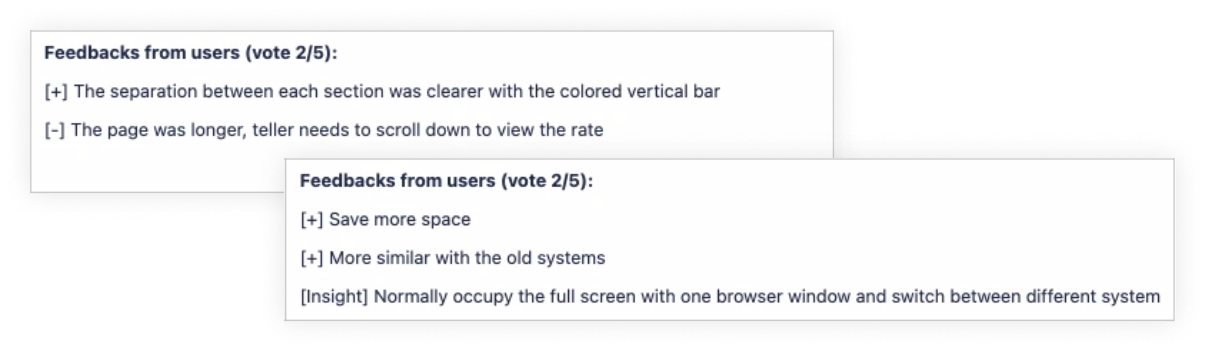 Feedbacks from users (vote 2/5):
[+] The separation between each section was clearer with the colored vertical bar
[-] The page was longer, teller needs to scroll down to view the rate
Feedbacks from users (vote 2/5):
[+] Save more space
[+] More similar with the old systems
[Insight] Normally occupy the full screen with one browser window and switch between different system